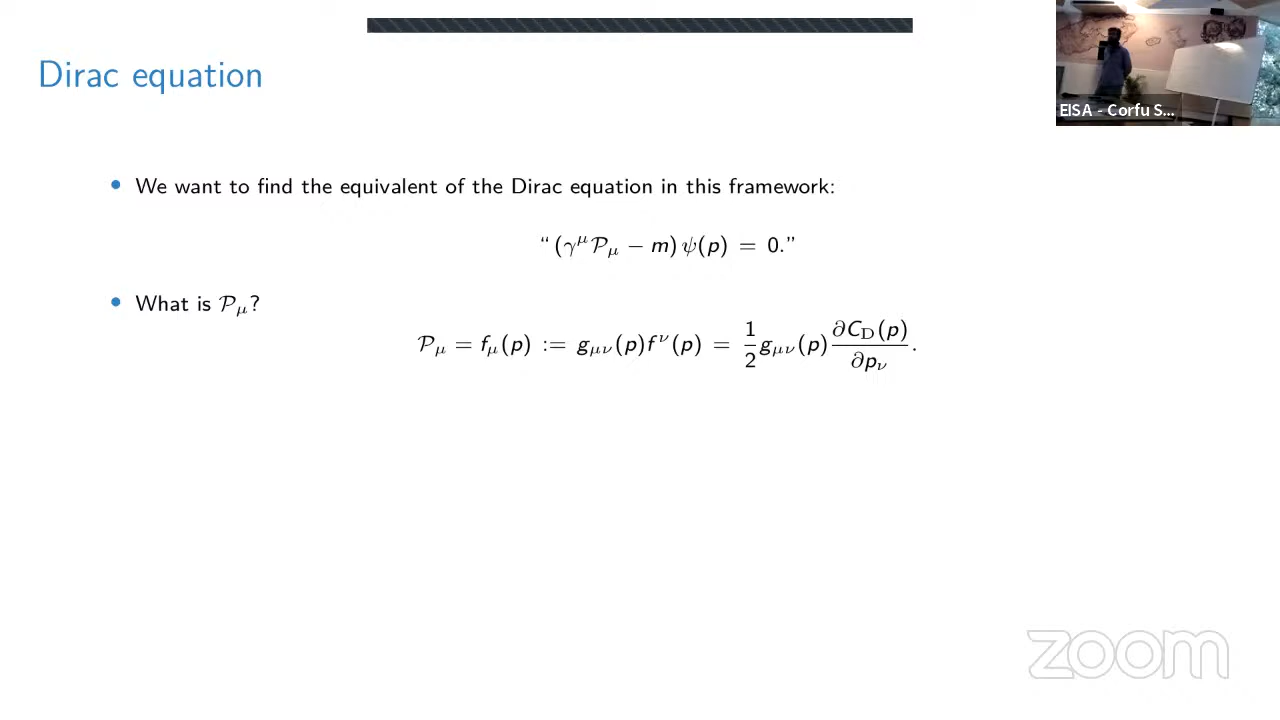 Dirac equation
EISA - Corfu S...
• We want to find the equivalent of the Dirac equation in this framework:
“ (γ^μ 𝒫_μ − m) ψ(p) = 0.”
• What is 𝒫_μ?
𝒫_μ = f_μ(p) := g_μν(p)f^ν(p) = 1/2 g_μν(p) ∂C_D(p)/∂p_ν.
zoom